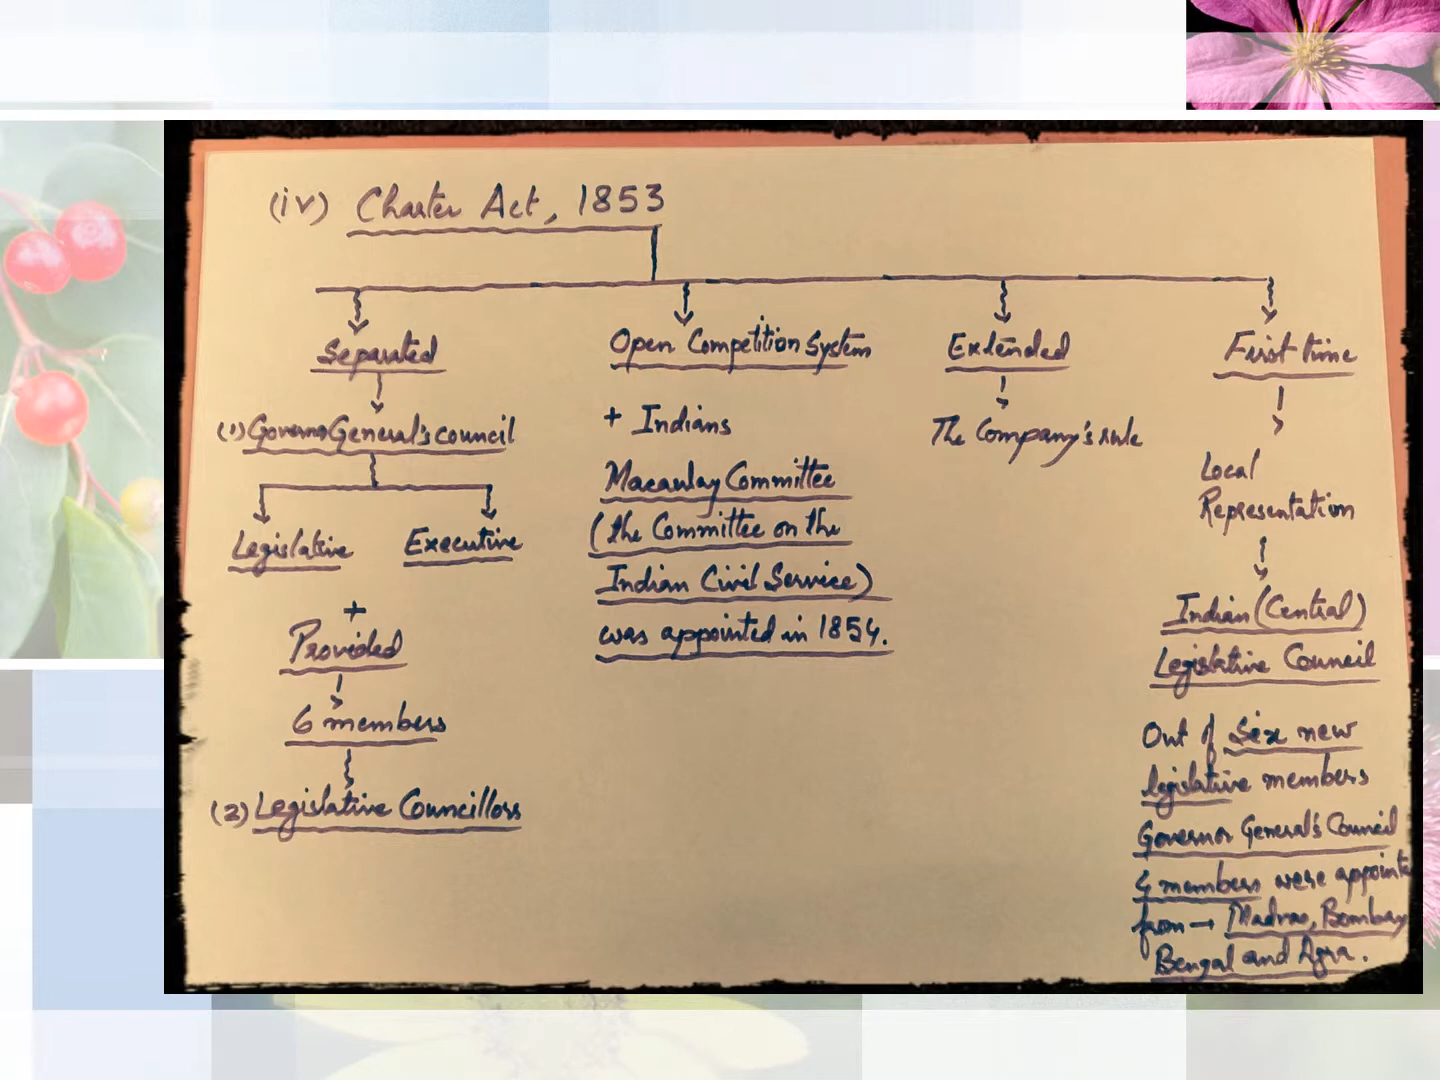 (iv) Charter Act, 1853
Separated
(1) Governor General's council
Legislative Executive
+
Provided
6 members
(2) Legislative Councillors
Open Competition System
+ Indians
Macaulay Committee
(the Committee on the
Indian Civil Service)
was appointed in 1854.
Extended
The Company's rule
First time
Local
Representation
Indian (Central)
Legislative Council
Out of Six new
legislative members
Governor General's Council
4 members were appointe
from → Madras, Bombay
Bengal and Agra.